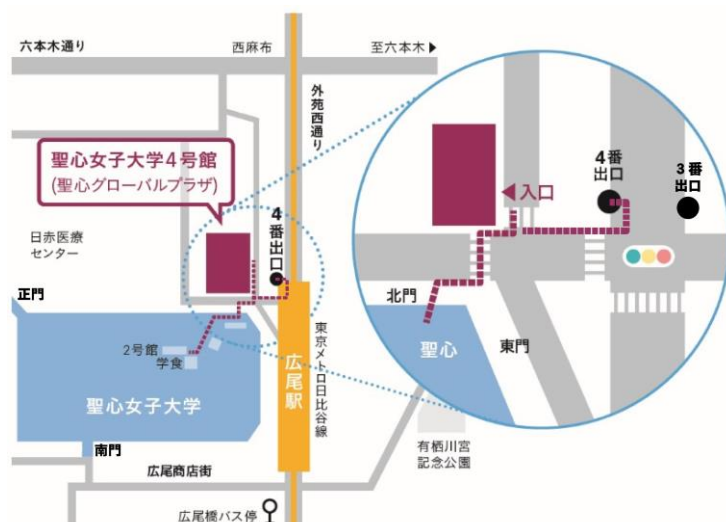 六本木通り
西麻布
至六本木▶
外苑西通り
聖心女子大学4号館
(聖心グローバルプラザ)
4番出口
日赤医療
センター
正門
2号館
学食
聖心女子大学
南門
広尾駅
東京メトロ日比谷線
広尾商店街
広尾橋バス停
有栖川宮
記念公園
入口
4番
出口
3番
出口
北門
聖心
東門